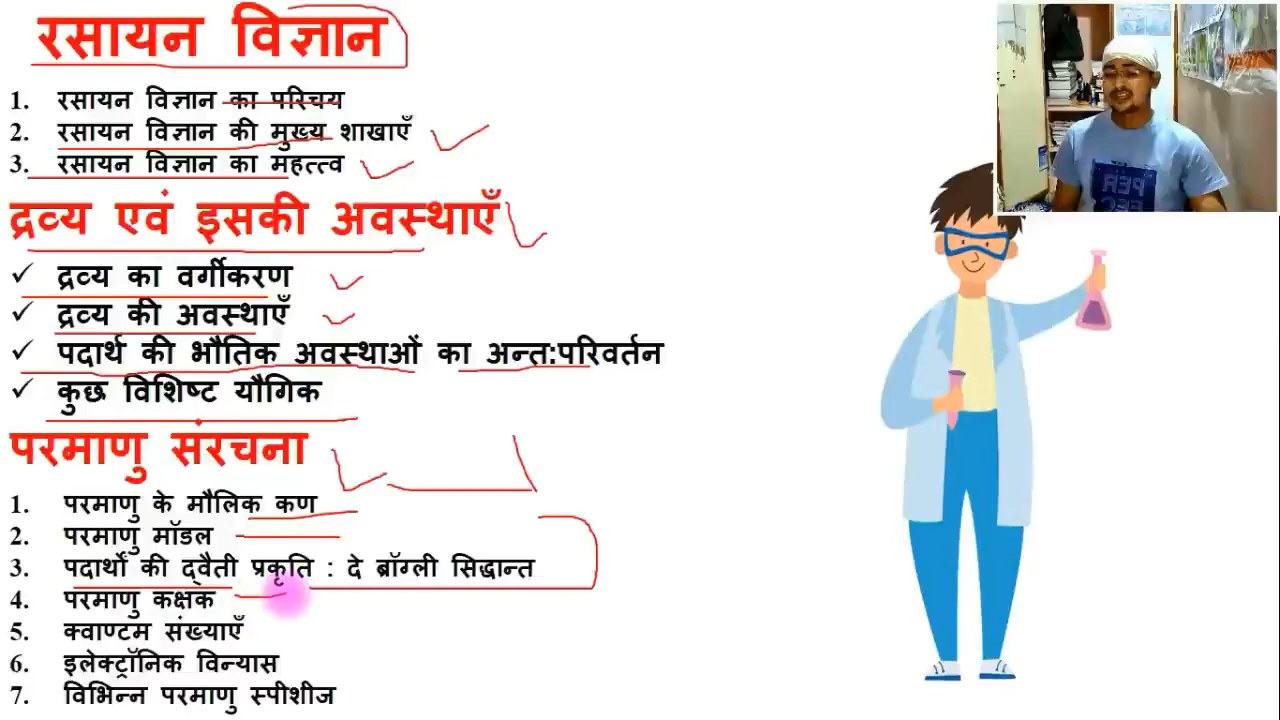 रसायन विज्ञान
1. रसायन विज्ञान का परिचय
2. रसायन विज्ञान की मुख्य शाखाएँ
3. रसायन विज्ञान का महत्त्व
द्रव्य एवं इसकी अवस्थाएँ
✓ द्रव्य का वर्गीकरण
✓ द्रव्य की अवस्थाएँ
✓ पदार्थ की भौतिक अवस्थाओं का अन्त:परिवर्तन
✓ कुछ विशिष्ट यौगिक
परमाणु संरचना
1. परमाणु के मौलिक कण
2. परमाणु मॉडल
3. पदार्थों की द्वैती प्रकृति : दे ब्रॉग्ली सिद्धान्त
4. परमाणु कक्षक
5. क्वाण्टम संख्याएँ
6. इलेक्ट्रॉनिक विन्यास
7. विभिन्न परमाणु स्पीशीज